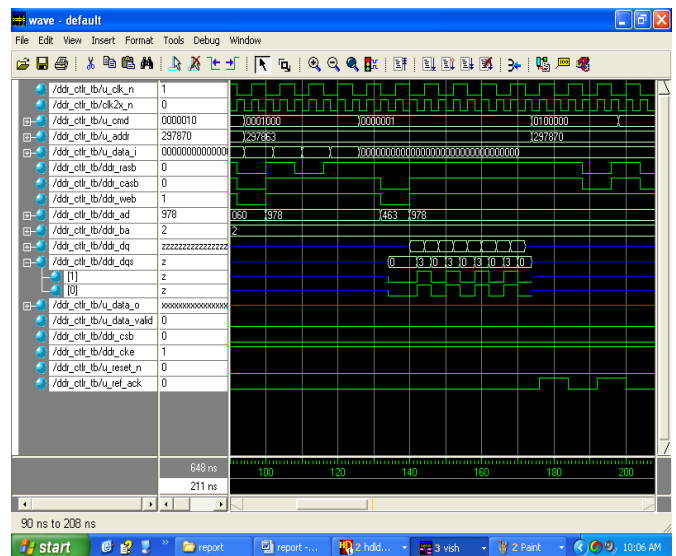 wave - default
File Edit View Insert Format Tools Debug Window
/ddr_ctlr_tb/u_clk_n 1
/ddr_ctlr_tb/clk2x_n 0
/ddr_ctlr_tb/u_cmd 0000010 0001000 0000001 0100000
/ddr_ctlr_tb/u_addr 297870 297863 297870
/ddr_ctlr_tb/u_data_i
/ddr_ctlr_tb/ddr_rasb 0
/ddr_ctlr_tb/ddr_casb 0
/ddr_ctlr_tb/ddr_web 1
/ddr_ctlr_tb/ddr_ad 978 060 978 463 978
/ddr_ctlr_tb/ddr_ba 2 2
/ddr_ctlr_tb/ddr_dq
/ddr_ctlr_tb/ddr_dqs z 0 3 0 3 0 3 0 3 0
[1] z
[0] z
/ddr_ctlr_tb/u_data_o
/ddr_ctlr_tb/u_data_valid 0
/ddr_ctlr_tb/ddr_csb 0
/ddr_ctlr_tb/ddr_cke 1
/ddr_ctlr_tb/u_reset_n 0
/ddr_ctlr_tb/u_ref_ack 0
648 ns 100 120 140 160 180 200
211 ns
90 ns to 208 ns
start report report -... 2 hdld... 3 vish 2 Paint 10:06 AM